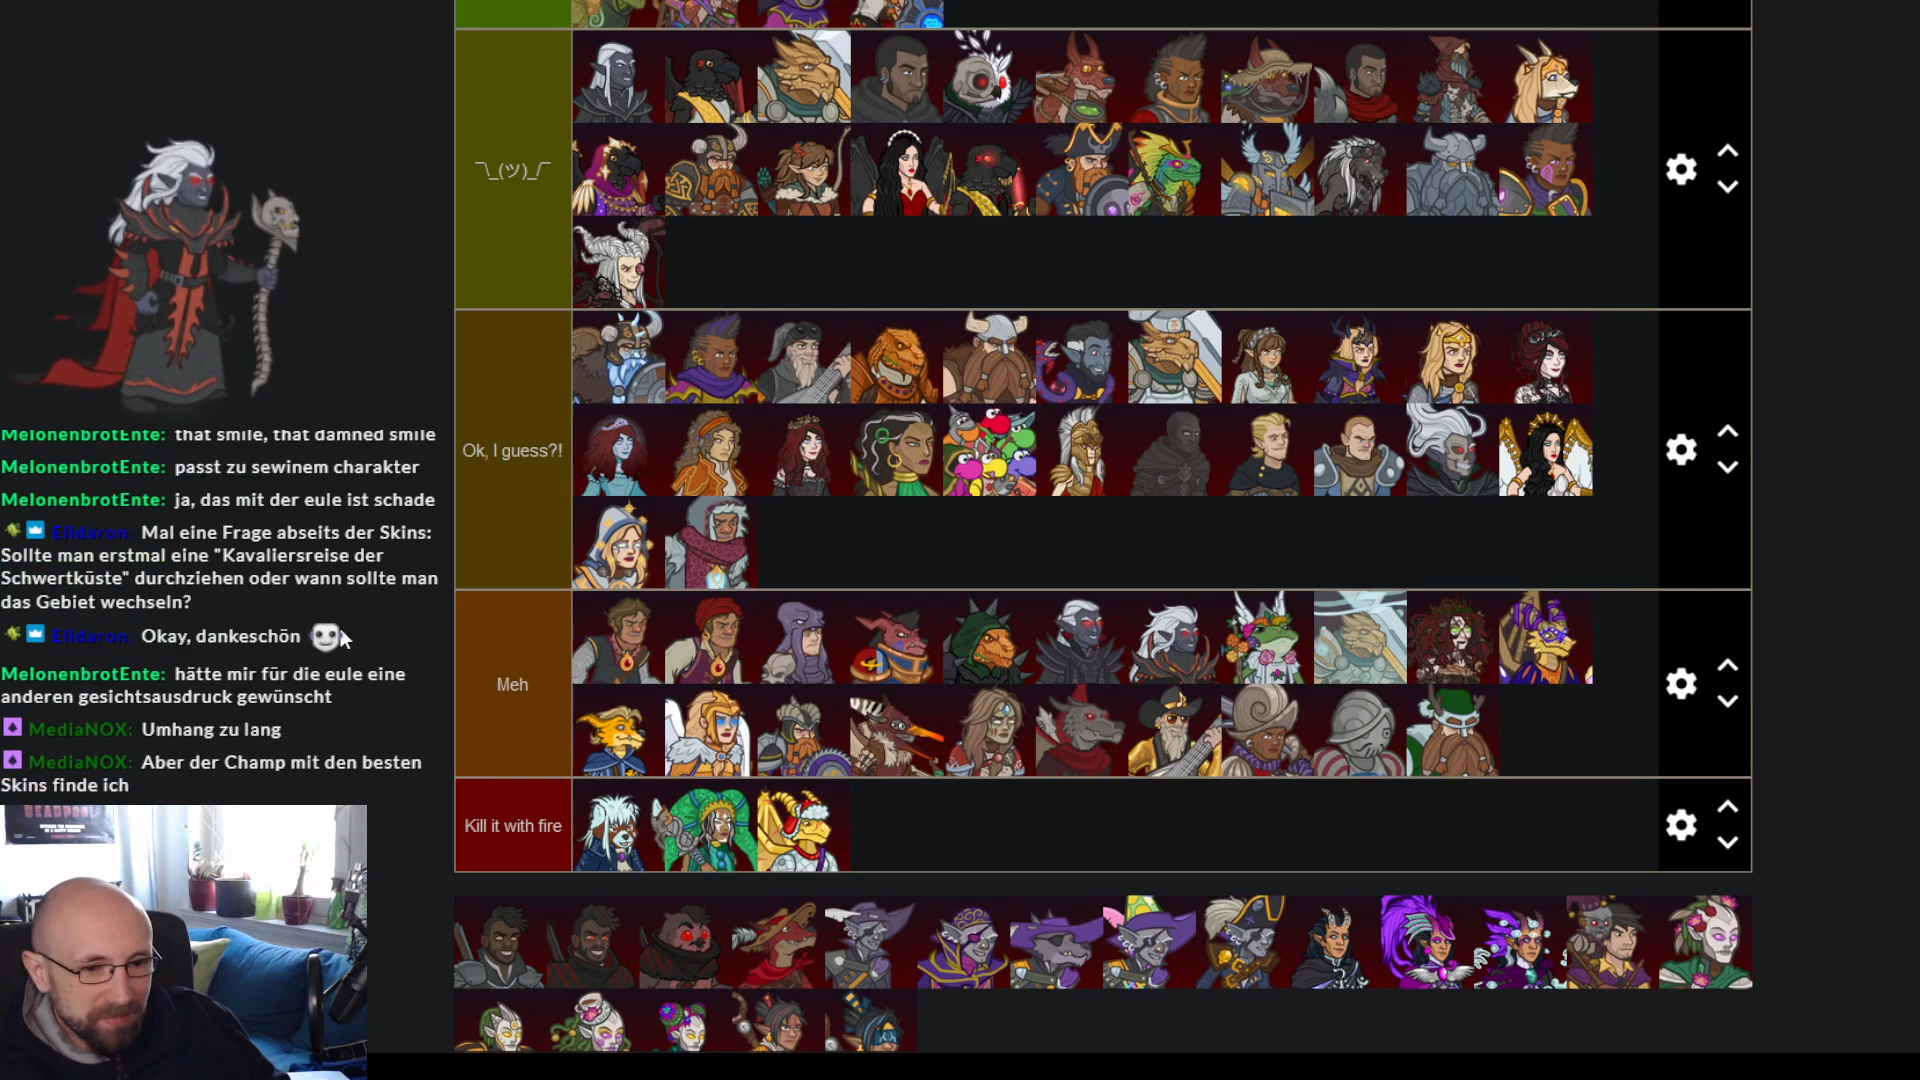 ¯\_(ツ)_/¯
Ok, I guess?!
Meh
Kill it with fire
MelonenbrotEnte: that smile, that damned smile
MelonenbrotEnte: passt zu sewinem charakter
MelonenbrotEnte: ja, das mit der eule ist schade
Elldaron: Mal eine Frage abseits der Skins:
Sollte man erstmal eine "Kavaliersreise der
Schwertküste" durchziehen oder wann sollte man
das Gebiet wechseln?
Elldaron: Okay, dankeschön
MelonenbrotEnte: hätte mir für die eule eine
anderen gesichtsausdruck gewünscht
MediaNOX: Umhang zu lang
MediaNOX: Aber der Champ mit den besten
Skins finde ich
DEADPOOL